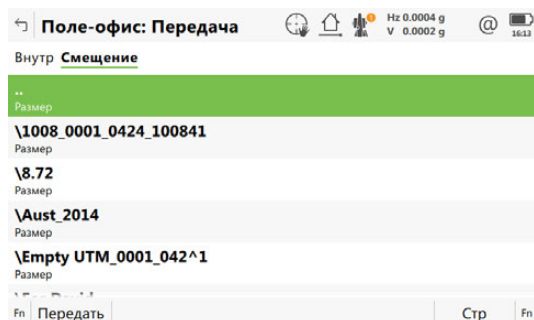 Поле-офис: Передача
Hz 0.0004 g
V 0.0002 g
@
16:13
Внутр Смещение
..
Размер
\1008_0001_0424_100841
Размер
\8.72
Размер
\Aust_2014
Размер
\Empty UTM_0001_042^1
Размер
Fn Передать Стр Fn